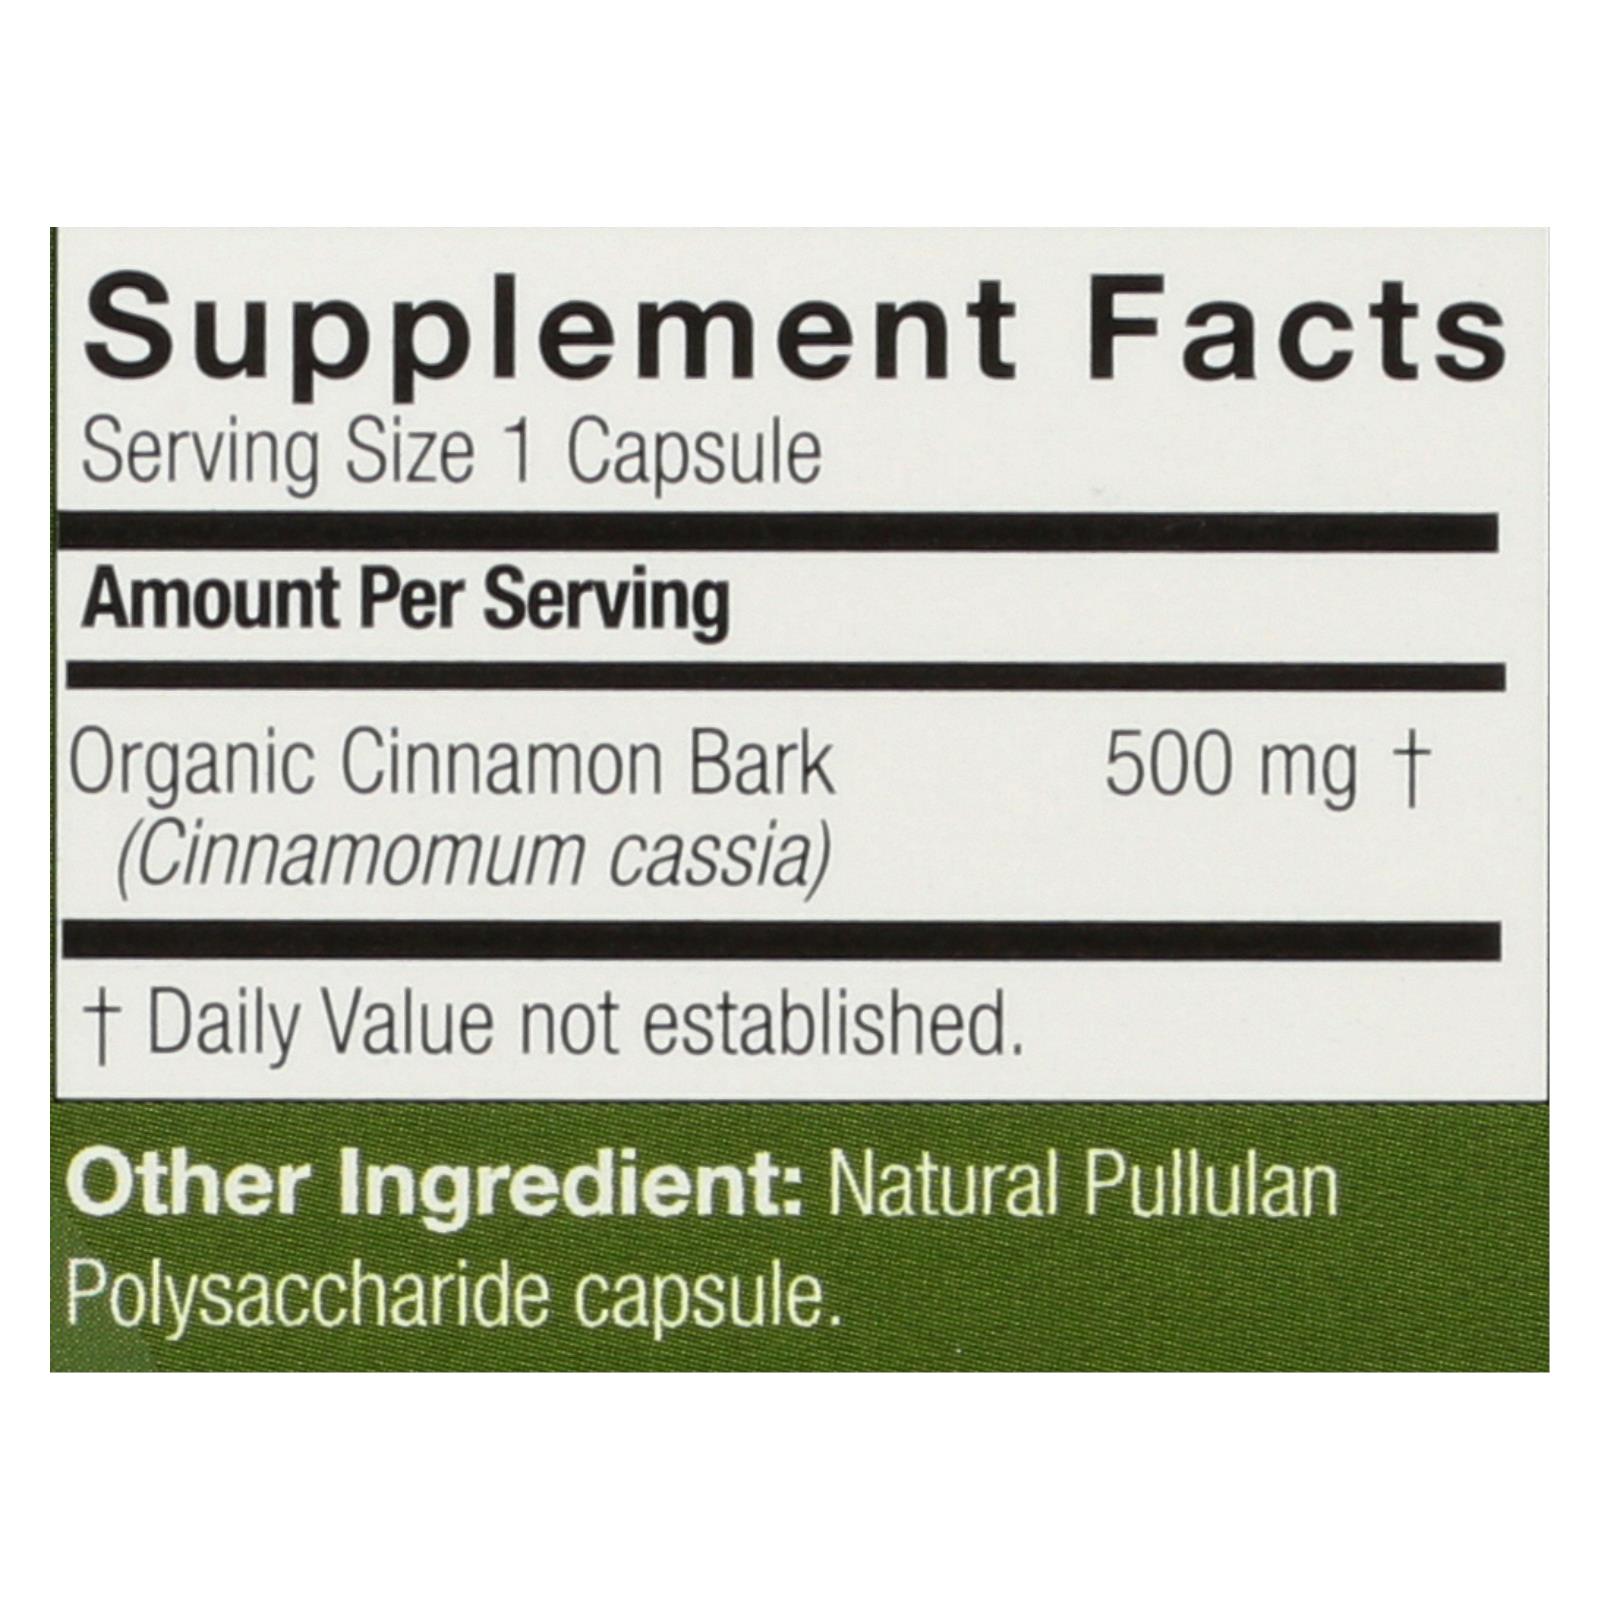 Supplement Facts
Serving Size 1 Capsule
Amount Per Serving
Organic Cinnamon Bark 500 mg †
(Cinnamomum cassia)
† Daily Value not established.
Other Ingredient: Natural Pullulan
Polysaccharide capsule.